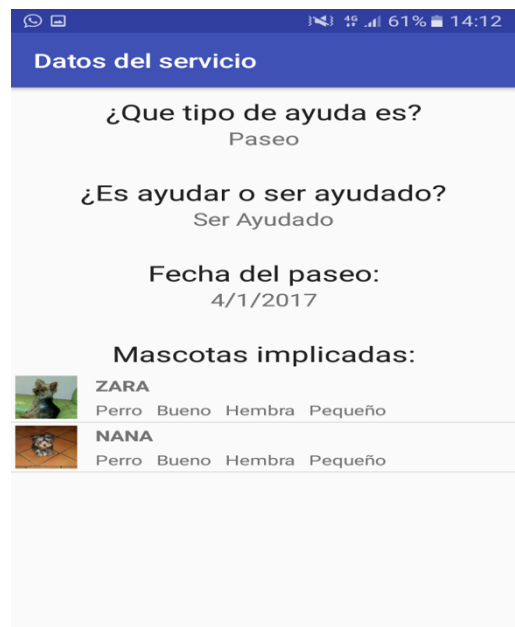 4G 61% 14:12
Datos del servicio
¿Que tipo de ayuda es?
Paseo
¿Es ayudar o ser ayudado?
Ser Ayudado
Fecha del paseo:
4/1/2017
Mascotas implicadas:
ZARA
Perro Bueno Hembra Pequeño
NANA
Perro Bueno Hembra Pequeño